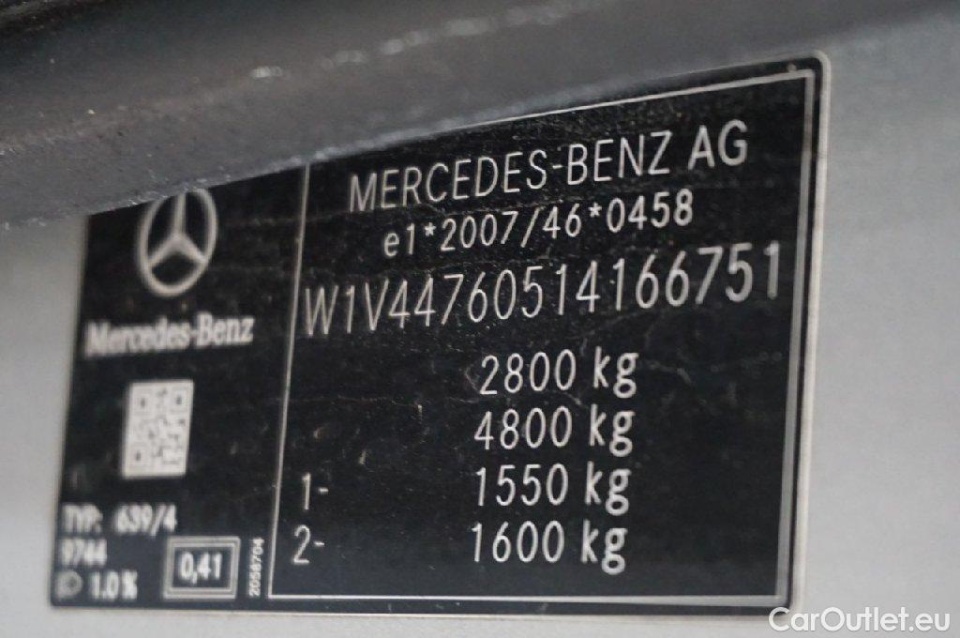 MERCEDES-BENZ AG
e1*2007/46*0458
W1V44760514166751
2800 kg
4800 kg
1- 1550 kg
2- 1600 kg
Mercedes-Benz
TYP: 639/4
9744
1.0%
0,41
2058704
CarOutlet.eu